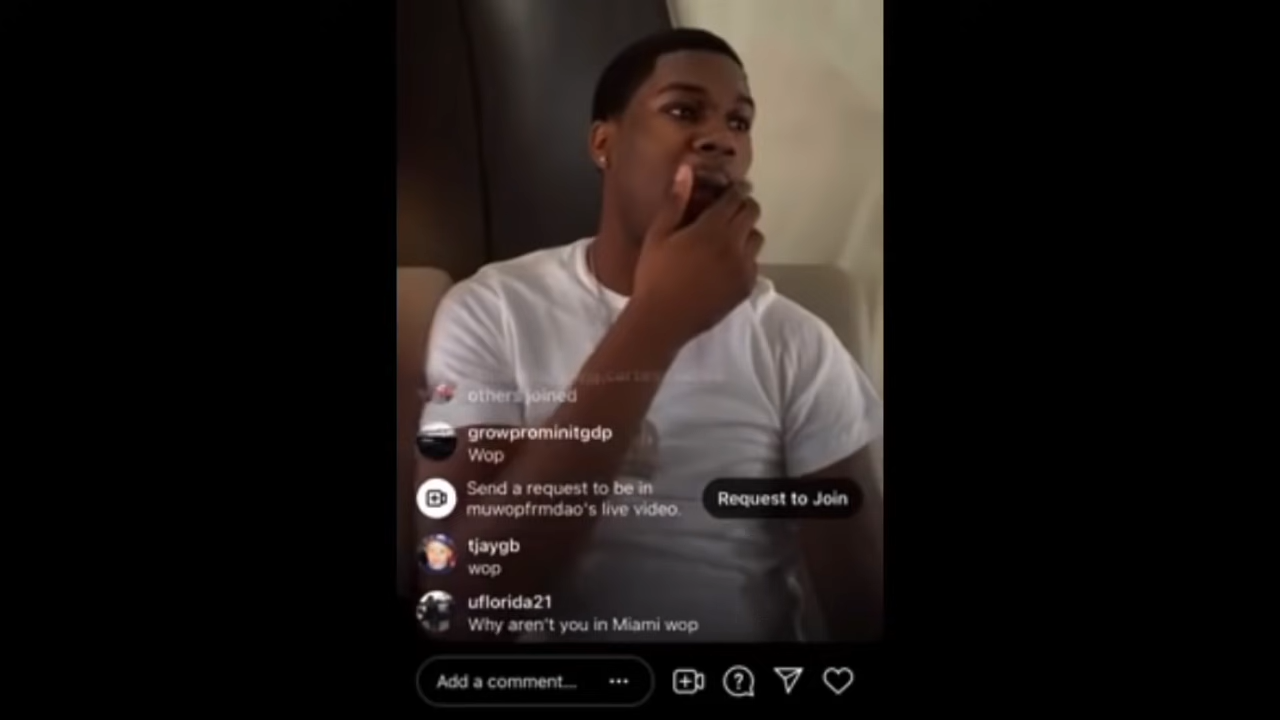 others joined
growprominitgdp
Wop
Send a request to be in
muwopfrmdao's live video.
Request to Join
tjaygb
wop
uflorida21
Why aren't you in Miami wop
Add a comment...